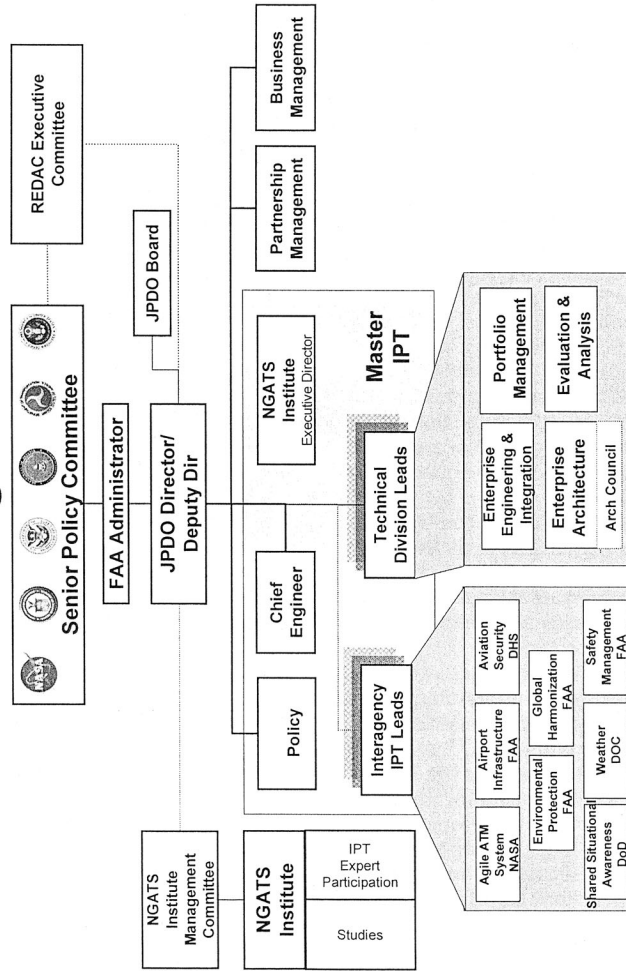 NASA
Senior Policy Committee
REDAC Executive
Committee
FAA Administrator
JPDO Board
JPDO Director/
Deputy Dir
NGATS
Institute
Management
Committee
NGATS
Institute
Studies
IPT
Expert
Participation
Policy
Chief
Engineer
NGATS
Institute
Executive Director
Partnership
Management
Business
Management
Master
IPT
Interagency
IPT Leads
Technical
Division Leads
Agile ATM
System
NASA
Airport
Infrastructure
FAA
Aviation
Security
DHS
Environmental
Protection
FAA
Global
Harmonization
FAA
Shared Situational
Awareness
DoD
Weather
DOC
Safety
Management
FAA
Enterprise
Engineering &
Integration
Portfolio
Management
Enterprise
Architecture
Arch Council
Evaluation &
Analysis